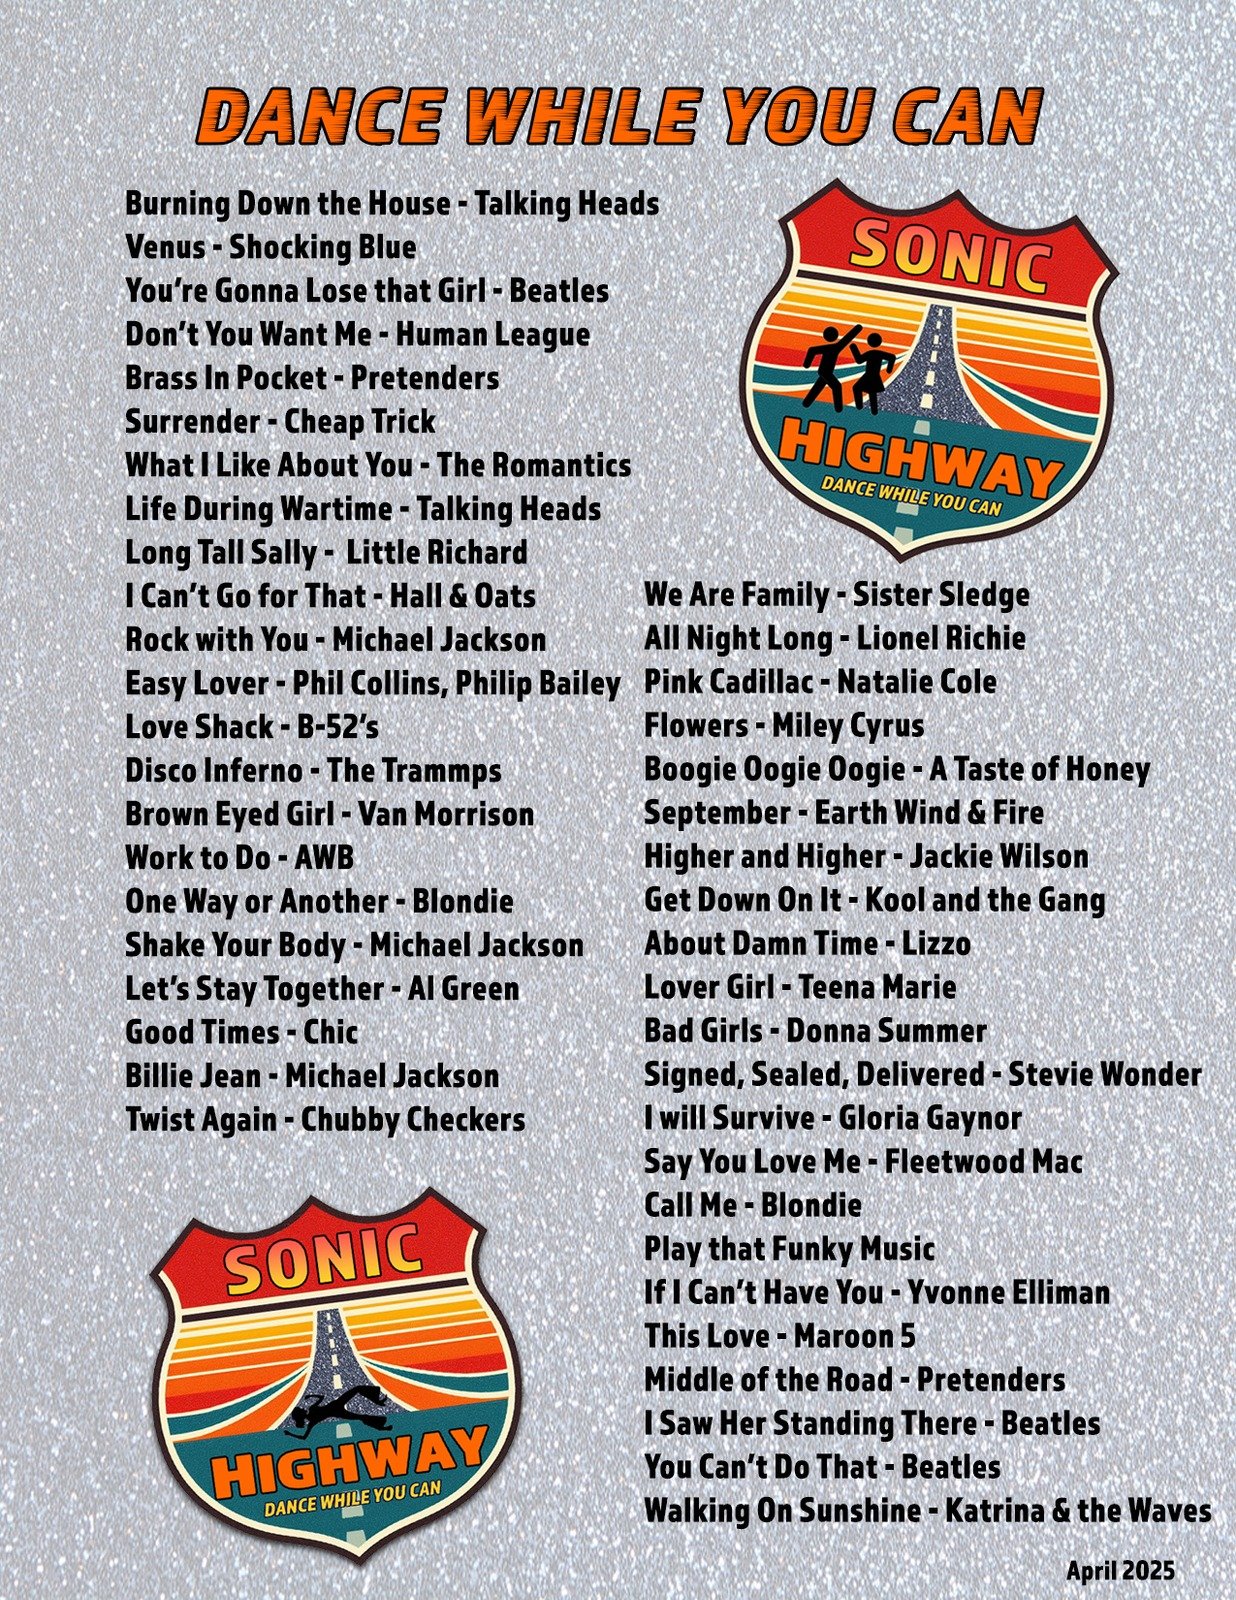 DANCE WHILE YOU CAN
Burning Down the House - Talking Heads
Venus - Shocking Blue
You're Gonna Lose that Girl - Beatles
Don't You Want Me - Human League
Brass In Pocket - Pretenders
Surrender - Cheap Trick
What I Like About You - The Romantics
Life During Wartime - Talking Heads
Long Tall Sally - Little Richard
I Can't Go for That - Hall & Oats
Rock with You - Michael Jackson
Easy Lover - Phil Collins, Philip Bailey
Love Shack - B-52's
Disco Inferno - The Trammps
Brown Eyed Girl - Van Morrison
Work to Do - AWB
One Way or Another - Blondie
Shake Your Body - Michael Jackson
Let's Stay Together - Al Green
Good Times - Chic
Billie Jean - Michael Jackson
Twist Again - Chubby Checkers
SONIC
HIGHWAY
DANCE WHILE YOU CAN
SONIC
HIGHWAY
DANCE WHILE YOU CAN
We Are Family - Sister Sledge
All Night Long - Lionel Richie
Pink Cadillac - Natalie Cole
Flowers - Miley Cyrus
Boogie Oogie Oogie - A Taste of Honey
September - Earth Wind & Fire
Higher and Higher - Jackie Wilson
Get Down On It - Kool and the Gang
About Damn Time - Lizzo
Lover Girl - Teena Marie
Bad Girls - Donna Summer
Signed, Sealed, Delivered - Stevie Wonder
I will Survive - Gloria Gaynor
Say You Love Me - Fleetwood Mac
Call Me - Blondie
Play that Funky Music
If I Can't Have You - Yvonne Elliman
This Love - Maroon 5
Middle of the Road - Pretenders
I Saw Her Standing There - Beatles
You Can't Do That - Beatles
Walking On Sunshine - Katrina & the Waves
April 2025